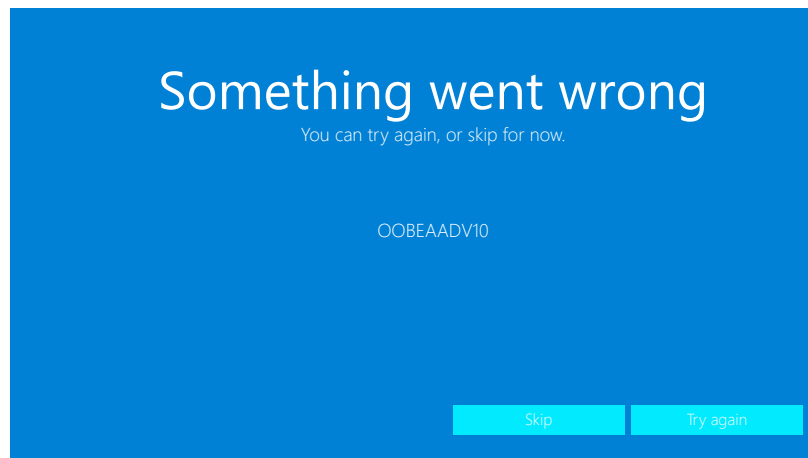 Something went wrong
You can try again, or skip for now.
OOBEAADV10
Skip
Try again